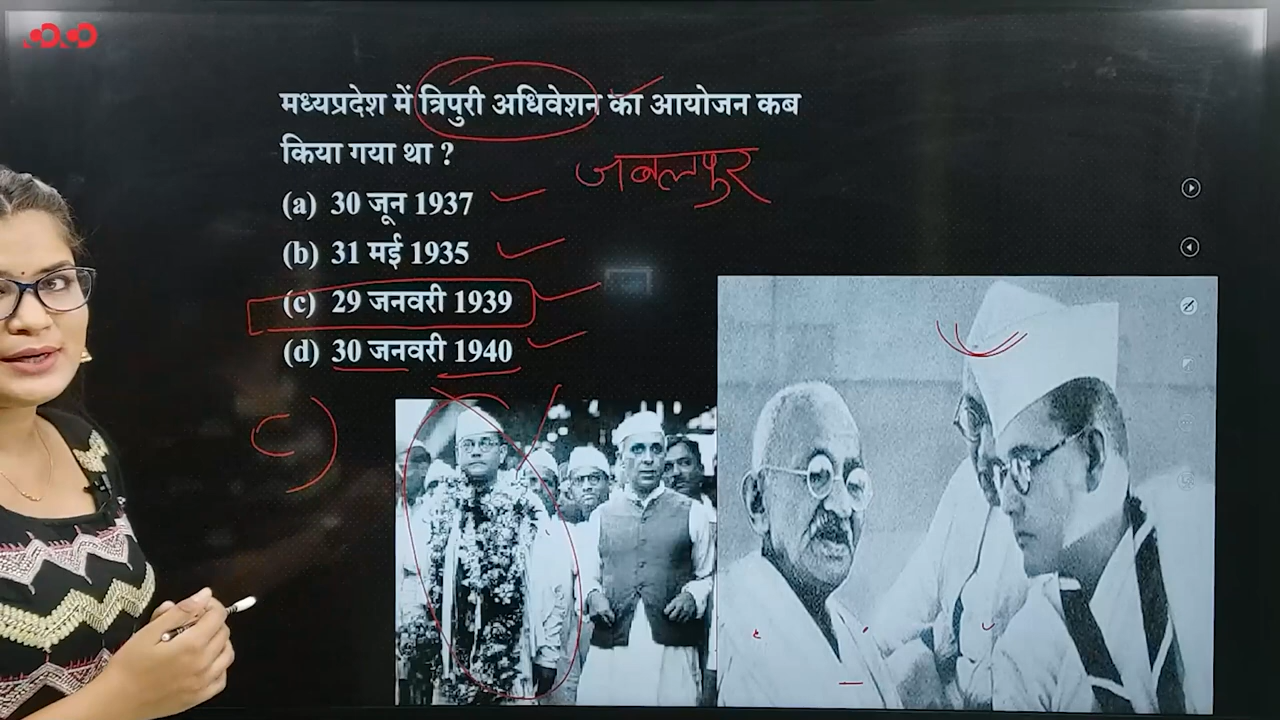 मध्यप्रदेश में त्रिपुरी अधिवेशन का आयोजन कब
किया गया था ?
जबलपुर
(a) 30 जून 1937
(b) 31 मई 1935
(c) 29 जनवरी 1939
(d) 30 जनवरी 1940
C)